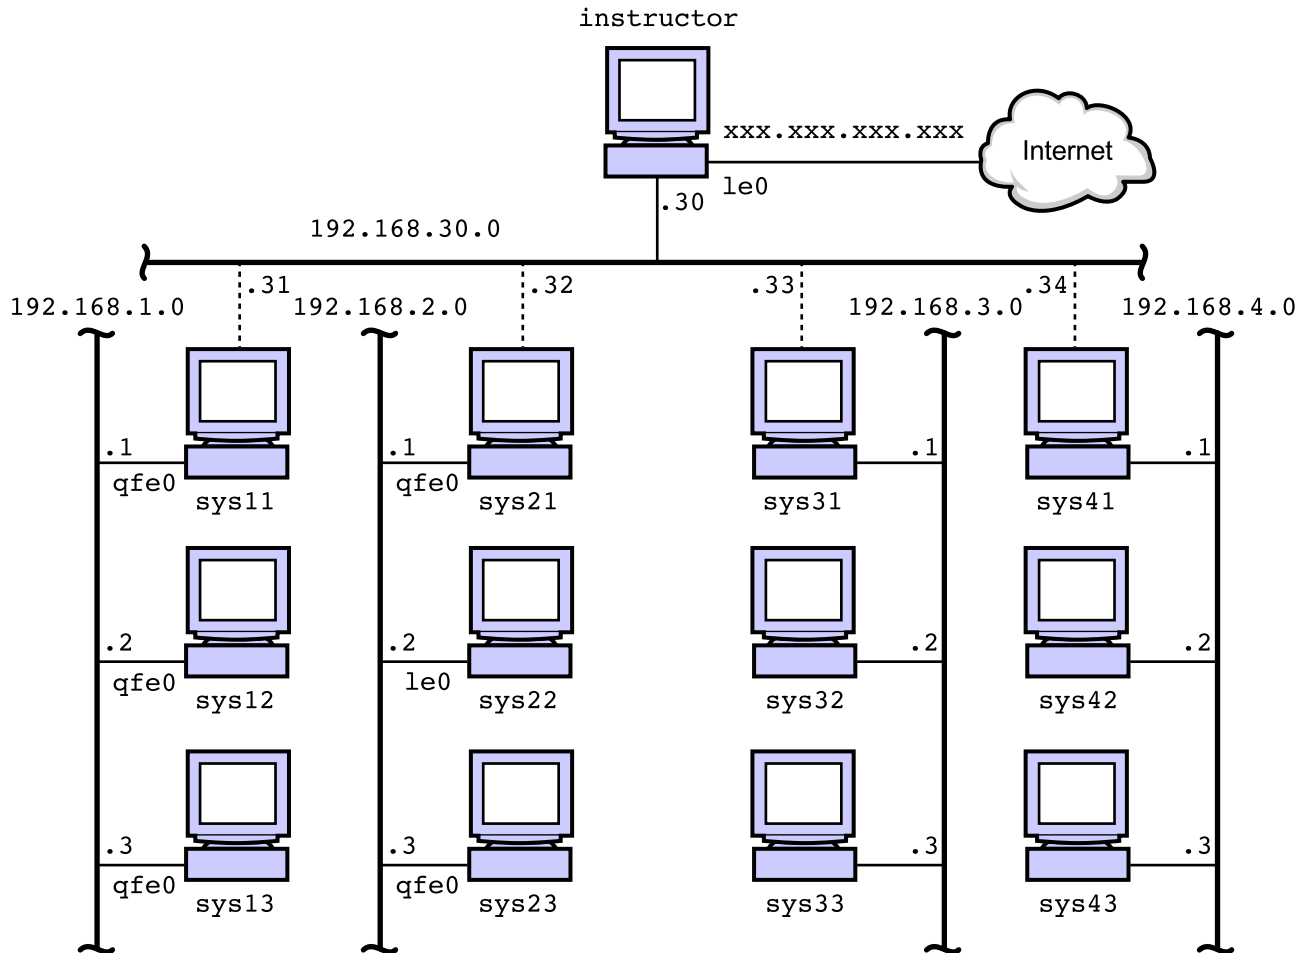 instructor
xxx.xxx.xxx.xxx
Internet
le0
.30
192.168.30.0
.31
.32
.33
.34
192.168.1.0
192.168.2.0
192.168.3.0
192.168.4.0
.1
.1
.1
.1
qfe0
qfe0
sys11
sys21
sys31
sys41
.2
.2
.2
.2
qfe0
le0
sys12
sys22
sys32
sys42
.3
.3
.3
.3
qfe0
qfe0
sys13
sys23
sys33
sys43